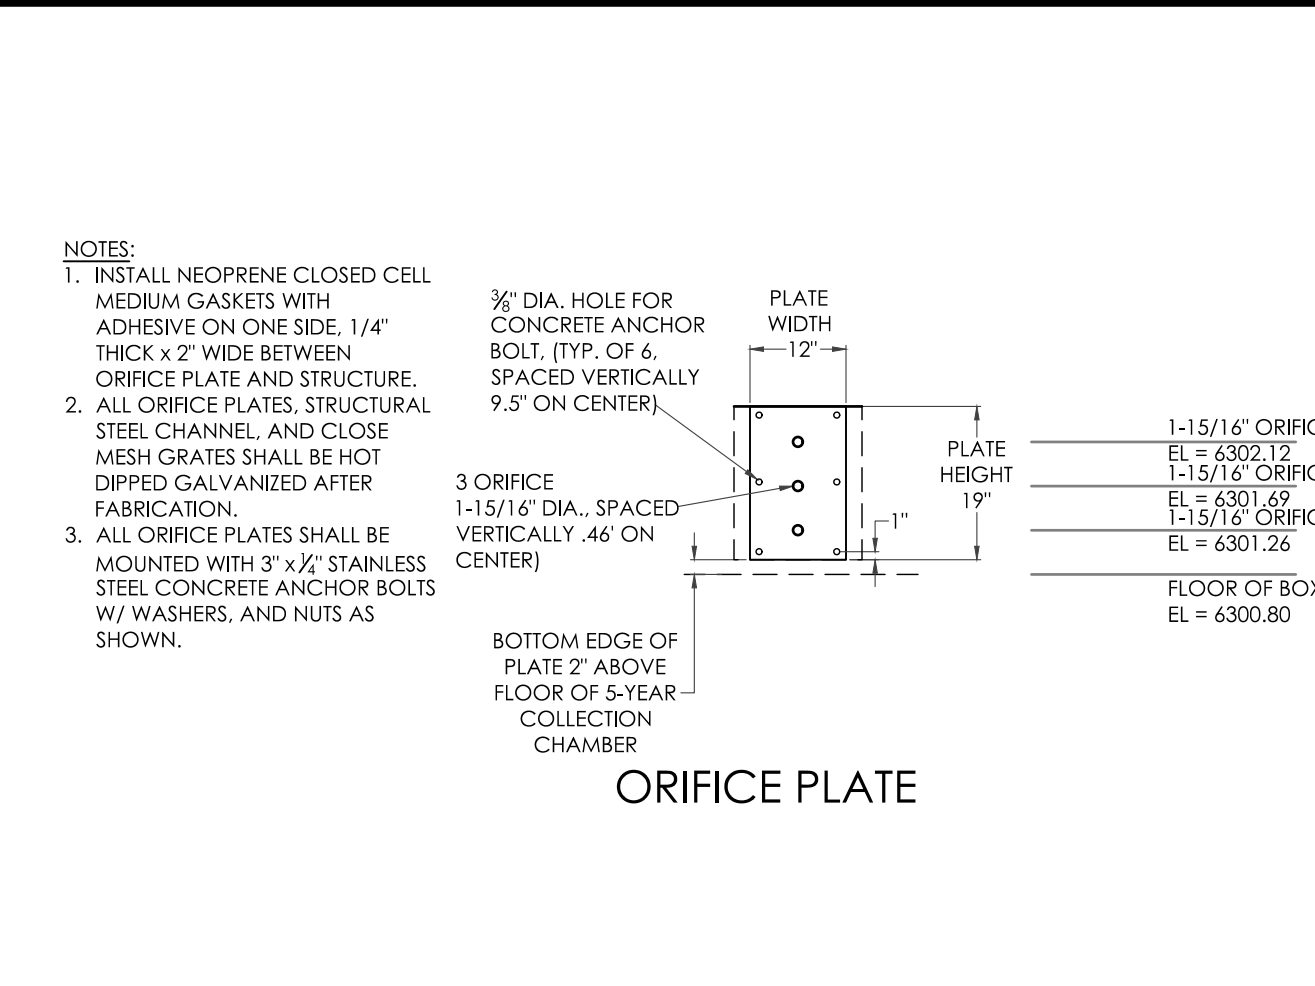 NOTES:
1. INSTALL NEOPRENE CLOSED CELL
MEDIUM GASKETS WITH
ADHESIVE ON ONE SIDE, 1/4"
THICK x 2" WIDE BETWEEN
ORIFICE PLATE AND STRUCTURE.
2. ALL ORIFICE PLATES, STRUCTURAL
STEEL CHANNEL, AND CLOSE
MESH GRATES SHALL BE HOT
DIPPED GALVANIZED AFTER
FABRICATION.
3. ALL ORIFICE PLATES SHALL BE
MOUNTED WITH 3" x 1/4" STAINLESS
STEEL CONCRETE ANCHOR BOLTS
W/ WASHERS, AND NUTS AS
SHOWN.
3/8" DIA. HOLE FOR
CONCRETE ANCHOR
BOLT, (TYP. OF 6,
SPACED VERTICALLY
9.5" ON CENTER)
3 ORIFICE
1-15/16" DIA., SPACED
VERTICALLY .46' ON
CENTER)
BOTTOM EDGE OF
PLATE 2" ABOVE
FLOOR OF 5-YEAR
COLLECTION
CHAMBER
PLATE
WIDTH
12"
PLATE
HEIGHT
19"
1"
1-15/16" ORIFIC
EL = 6302.12
1-15/16" ORIFIC
EL = 6301.69
1-15/16" ORIFIC
EL = 6301.26
FLOOR OF BOX
EL = 6300.80
ORIFICE PLATE